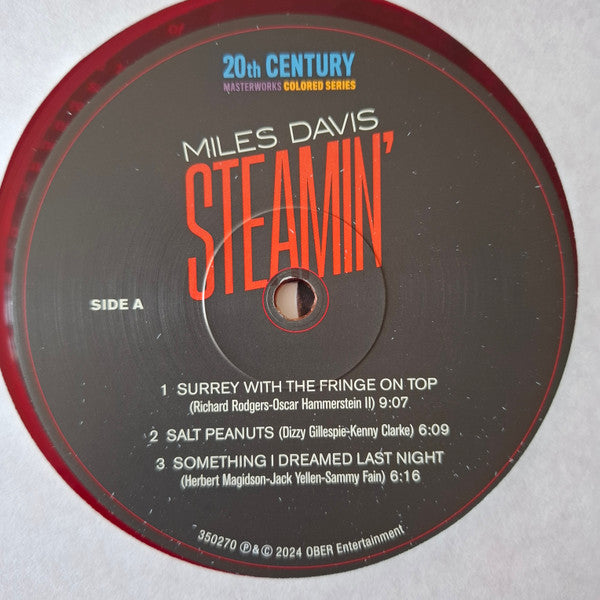 20th CENTURY
MASTERWORKS COLORED SERIES
MILES DAVIS
STEAMIN'
SIDE A
1 SURREY WITH THE FRINGE ON TOP
(Richard Rodgers-Oscar Hammerstein II) 9:07
2 SALT PEANUTS (Dizzy Gillespie-Kenny Clarke) 6:09
3 SOMETHING I DREAMED LAST NIGHT
(Herbert Magidson-Jack Yellen-Sammy Fain) 6:16
350270 ℗&© 2024 OBER Entertainment